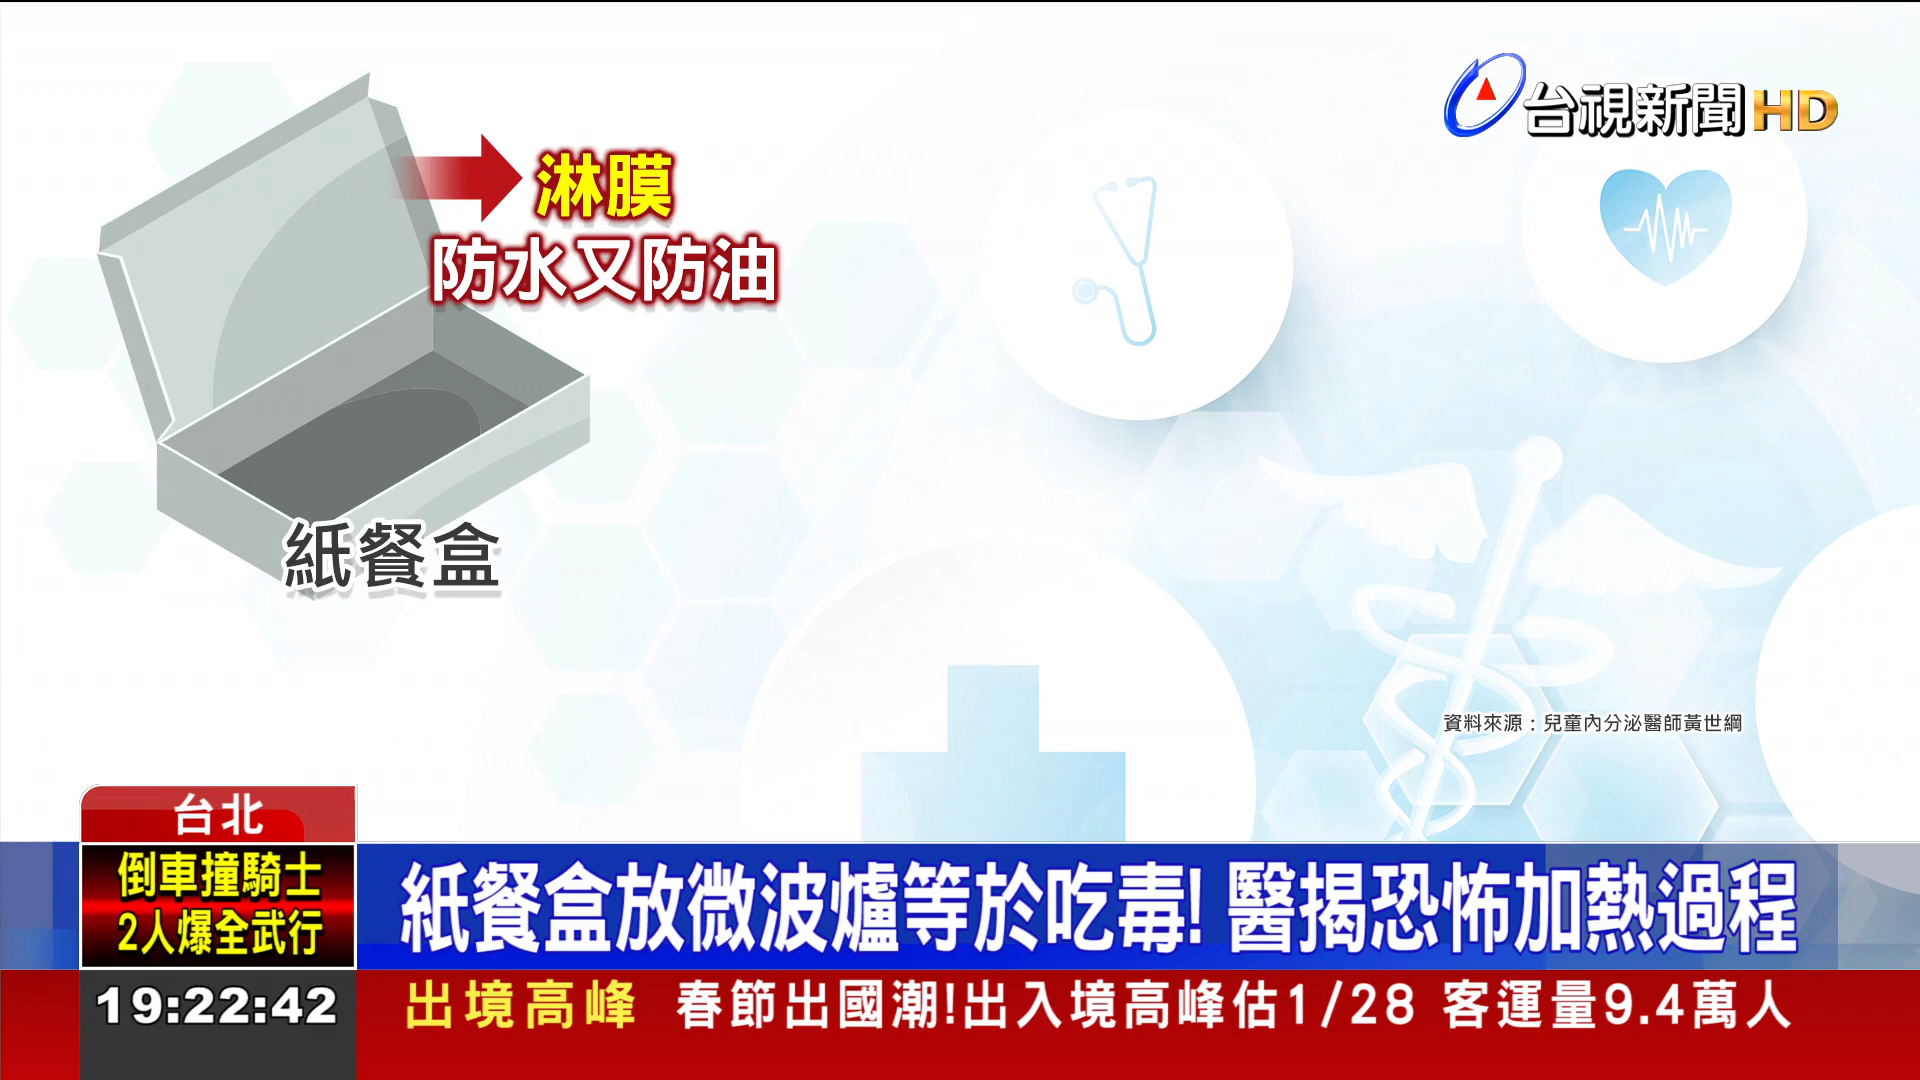 台視新聞HD
淋膜
防水又防油
紙餐盒
資料來源：兒童內分泌醫師黃世綱
台北
倒車撞騎士
2人爆全武行
紙餐盒放微波爐等於吃毒! 醫揭恐怖加熱過程
19:22:42
出境高峰 春節出國潮!出入境高峰估1/28 客運量9.4萬人